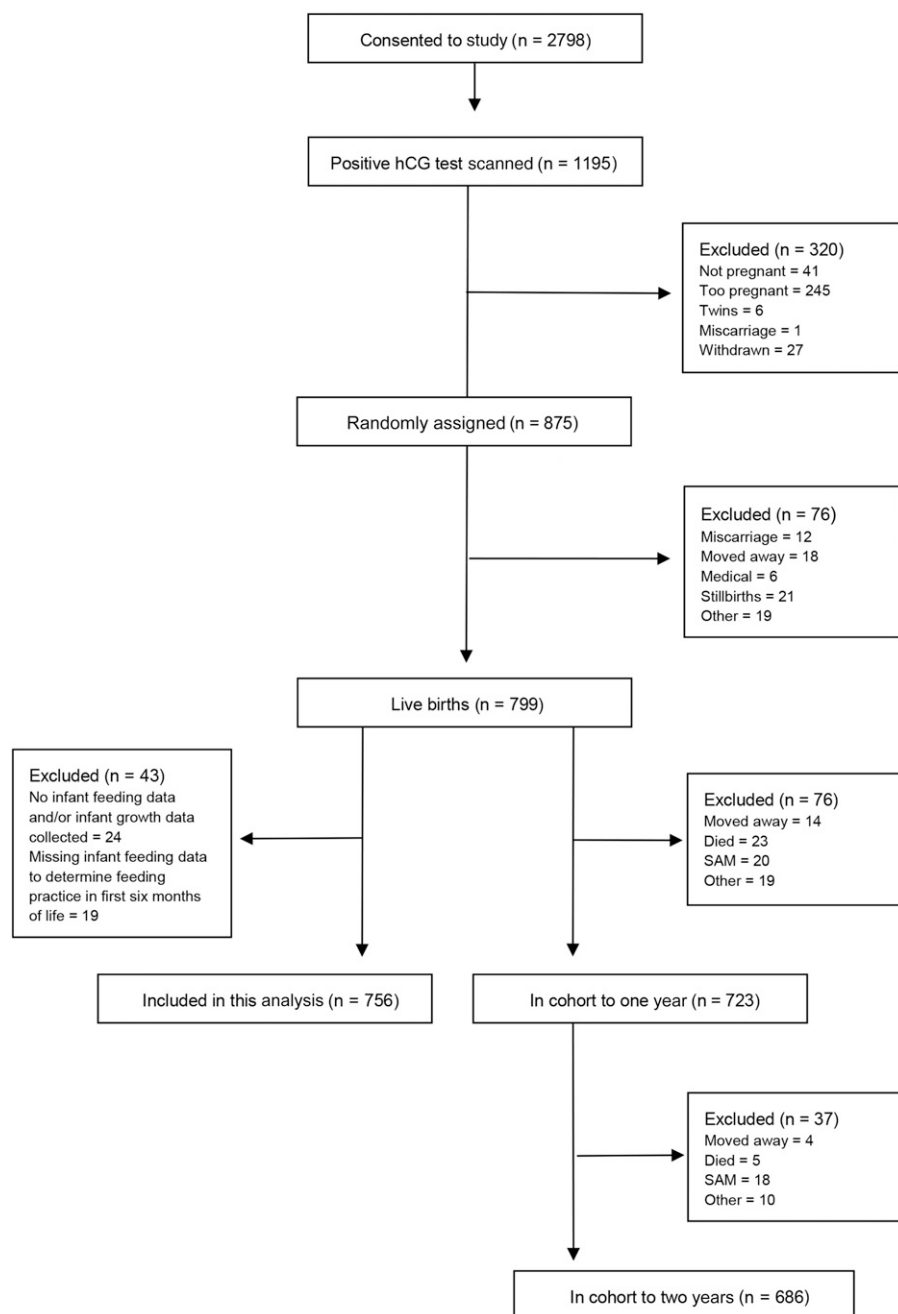 Consented to study (n = 2798)
Positive hCG test scanned (n = 1195)
Excluded (n = 320)
Not pregnant = 41
Too pregnant = 245
Twins = 6
Miscarriage = 1
Withdrawn = 27
Randomly assigned (n = 875)
Excluded (n = 76)
Miscarriage = 12
Moved away = 18
Medical = 6
Stillbirths = 21
Other = 19
Live births (n = 799)
Excluded (n = 43)
No infant feeding data
and/or infant growth data
collected = 24
Missing infant feeding data
to determine feeding
practice in first six months
of life = 19
Excluded (n = 76)
Moved away = 14
Died = 23
SAM = 20
Other = 19
Included in this analysis (n = 756)
In cohort to one year (n = 723)
Excluded (n = 37)
Moved away = 4
Died = 5
SAM = 18
Other = 10
In cohort to two years (n = 686)